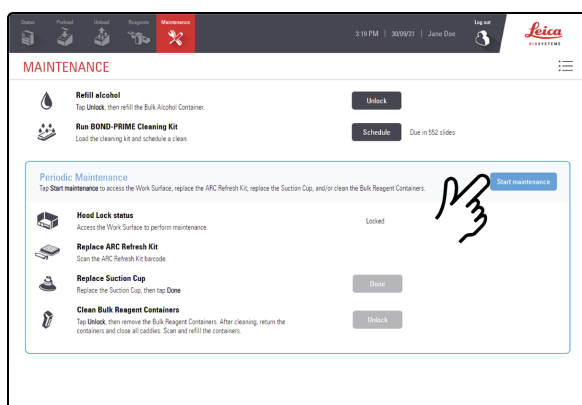 Status Preload Unload Reagents Maintenance
3:19 PM | 30/09/21 | Jane Doe
Log out
Leica
BIOSYSTEMS
MAINTENANCE
Refill alcohol
Tap Unlock, then refill the Bulk Alcohol Container.
Unlock
Run BOND-PRIME Cleaning Kit
Load the cleaning kit and schedule a clean.
Schedule Due in 552 slides
Periodic Maintenance
Tap Start maintenance to access the Work Surface, replace the ARC Refresh Kit, replace the Suction Cup, and/or clean the Bulk Reagent Containers.
Start maintenance
Hood Lock status
Access the Work Surface to perform maintenance.
Locked
Replace ARC Refresh Kit
Scan the ARC Refresh Kit barcode.
Replace Suction Cup
Replace the Suction Cup, then tap Done
Done
Clean Bulk Reagent Containers
Tap Unlock, then remove the Bulk Reagent Containers. After cleaning, return the
containers and close all caddies. Scan and refill the containers.
Unlock